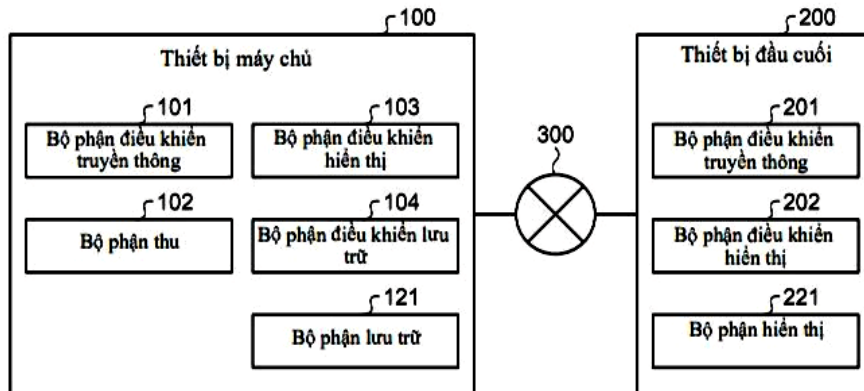 100
Thiết bị máy chủ
101
Bộ phận điều khiển
truyền thông
103
Bộ phận điều khiển
hiển thị
102
Bộ phận thu
104
Bộ phận điều khiển lưu
trữ
121
Bộ phận lưu trữ
300
200
Thiết bị đầu cuối
201
Bộ phận điều khiển
truyền thông
202
Bộ phận điều khiển
hiển thị
221
Bộ phận hiển thị